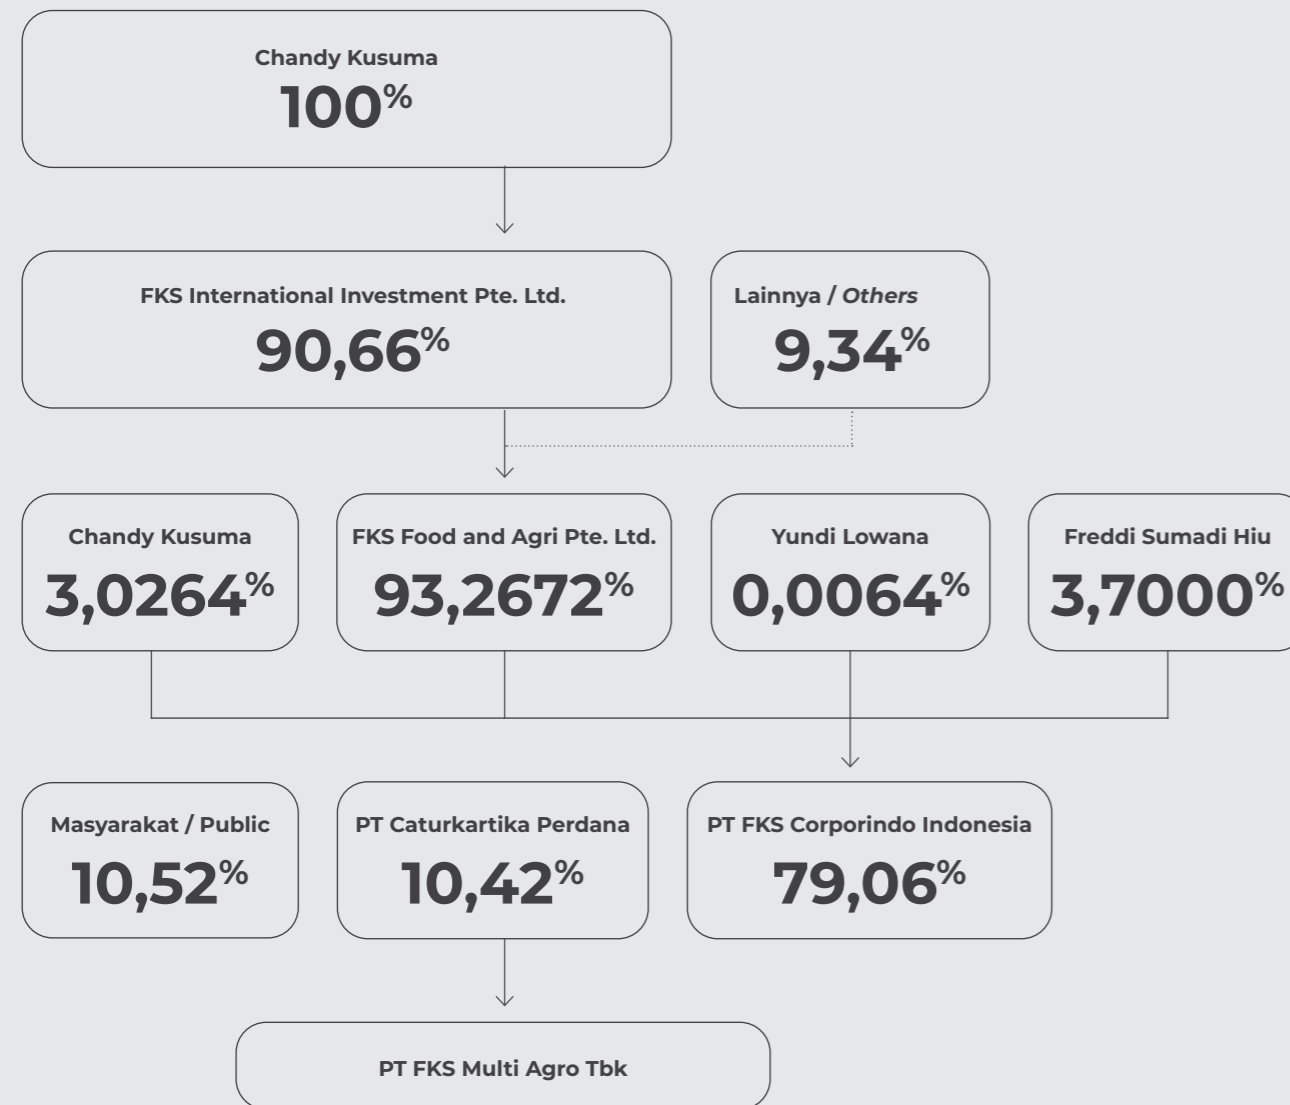 Chandy Kusuma
100%
FKS International Investment Pte. Ltd.
90,66%
Lainnya / Others
9,34%
Chandy Kusuma
3,0264%
FKS Food and Agri Pte. Ltd.
93,2672%
Yundi Lowana
0,0064%
Freddi Sumadi Hiu
3,7000%
Masyarakat / Public
10,52%
PT Caturkartika Perdana
10,42%
PT FKS Corporindo Indonesia
79,06%
PT FKS Multi Agro Tbk